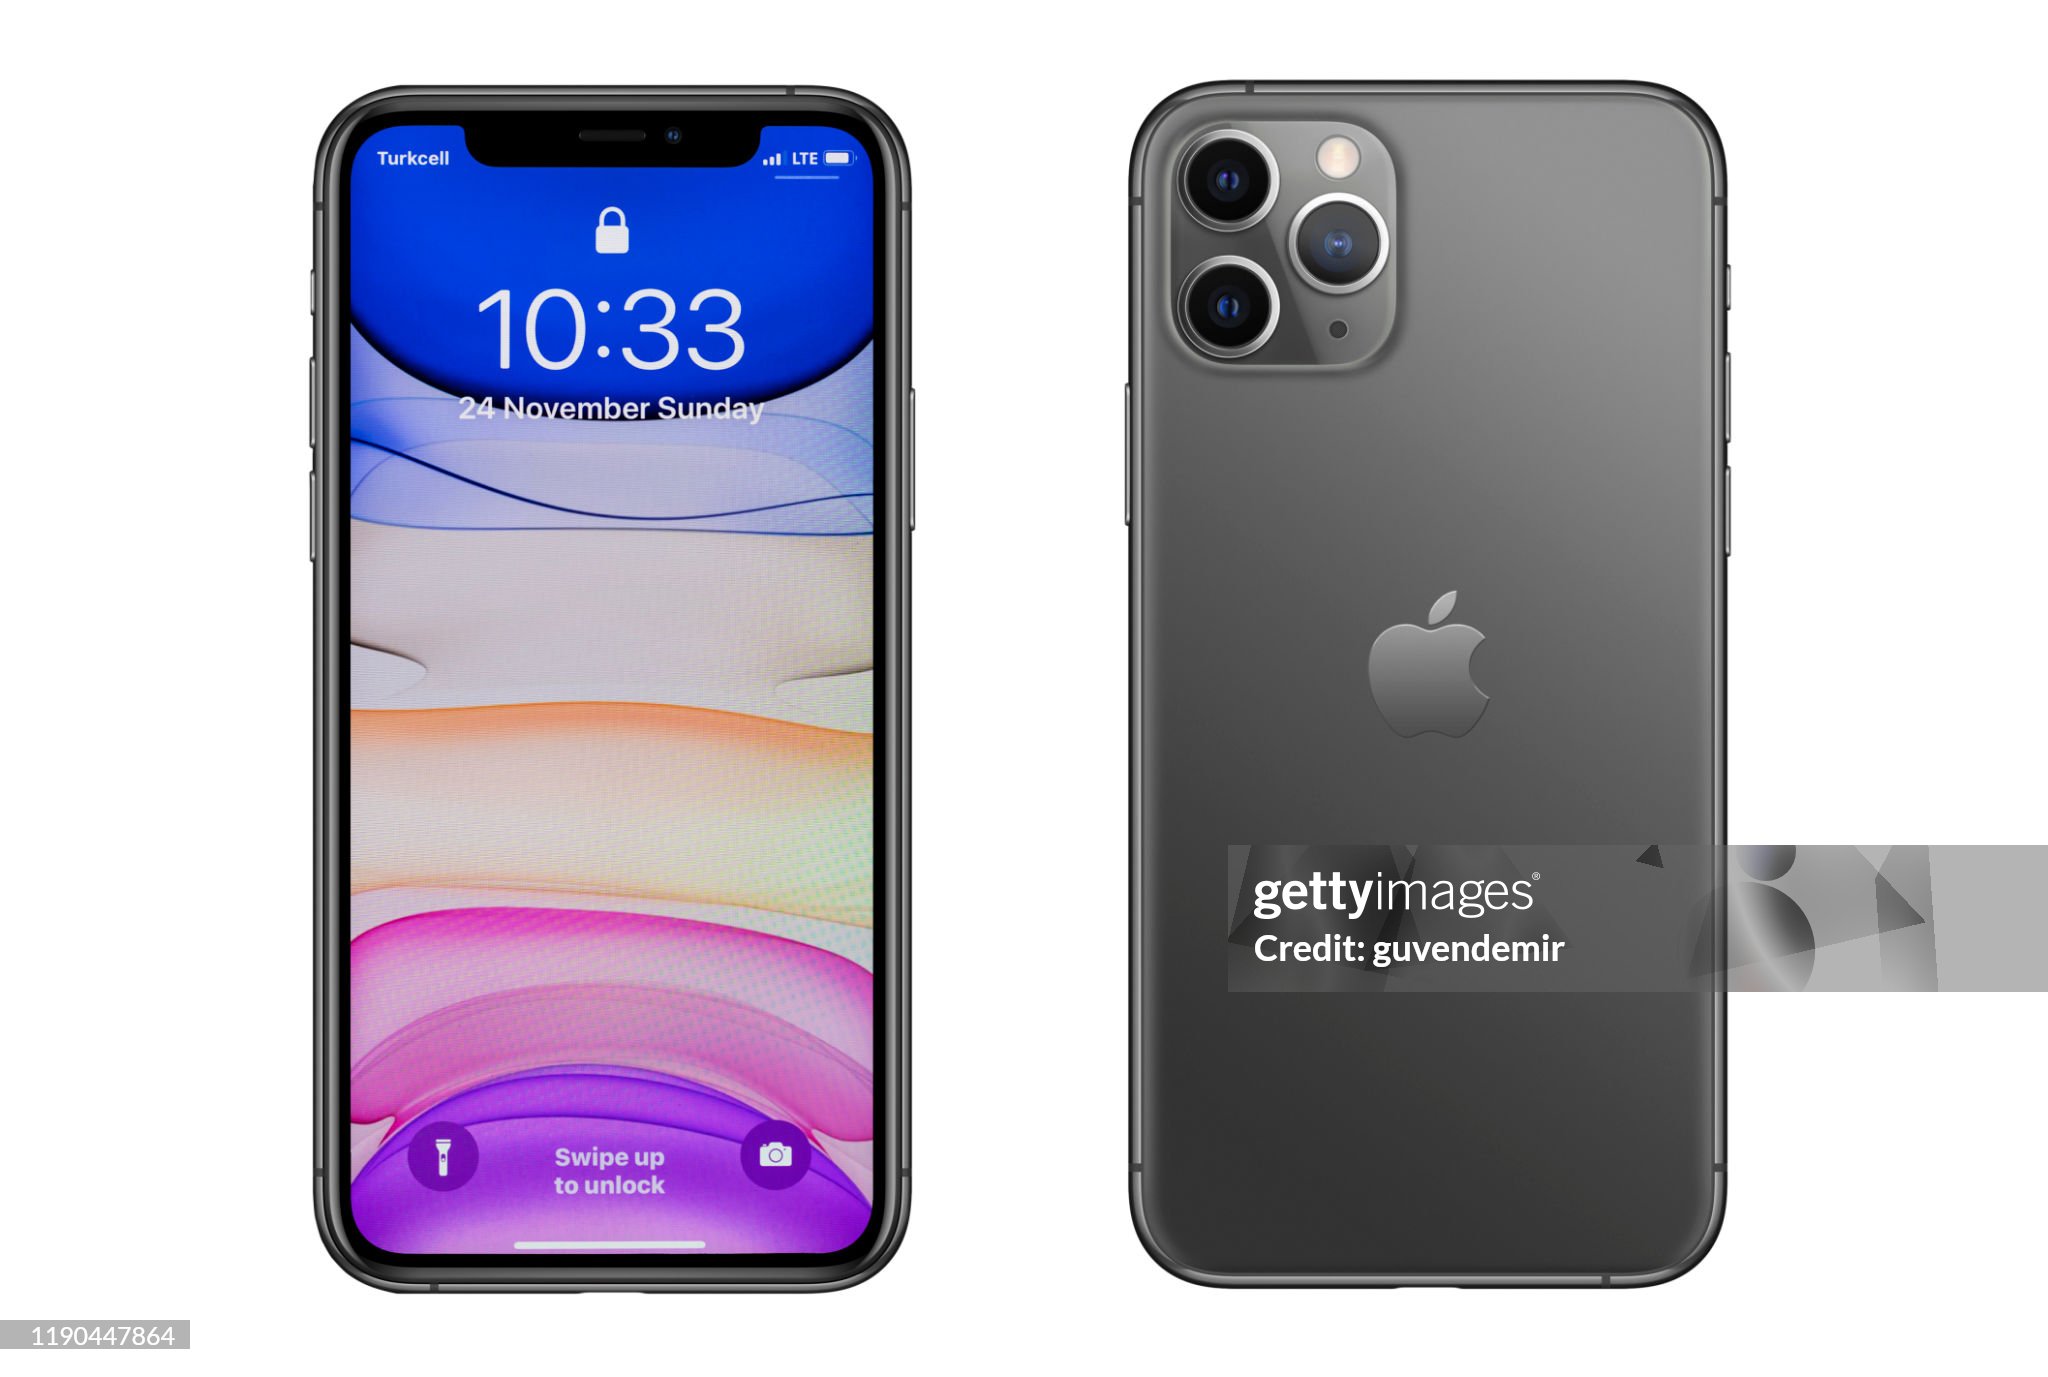 Turkcell
LTE
10:33
24 November Sunday
Swipe up
to unlock
gettyimages®
Credit: guvendemir
1190447864